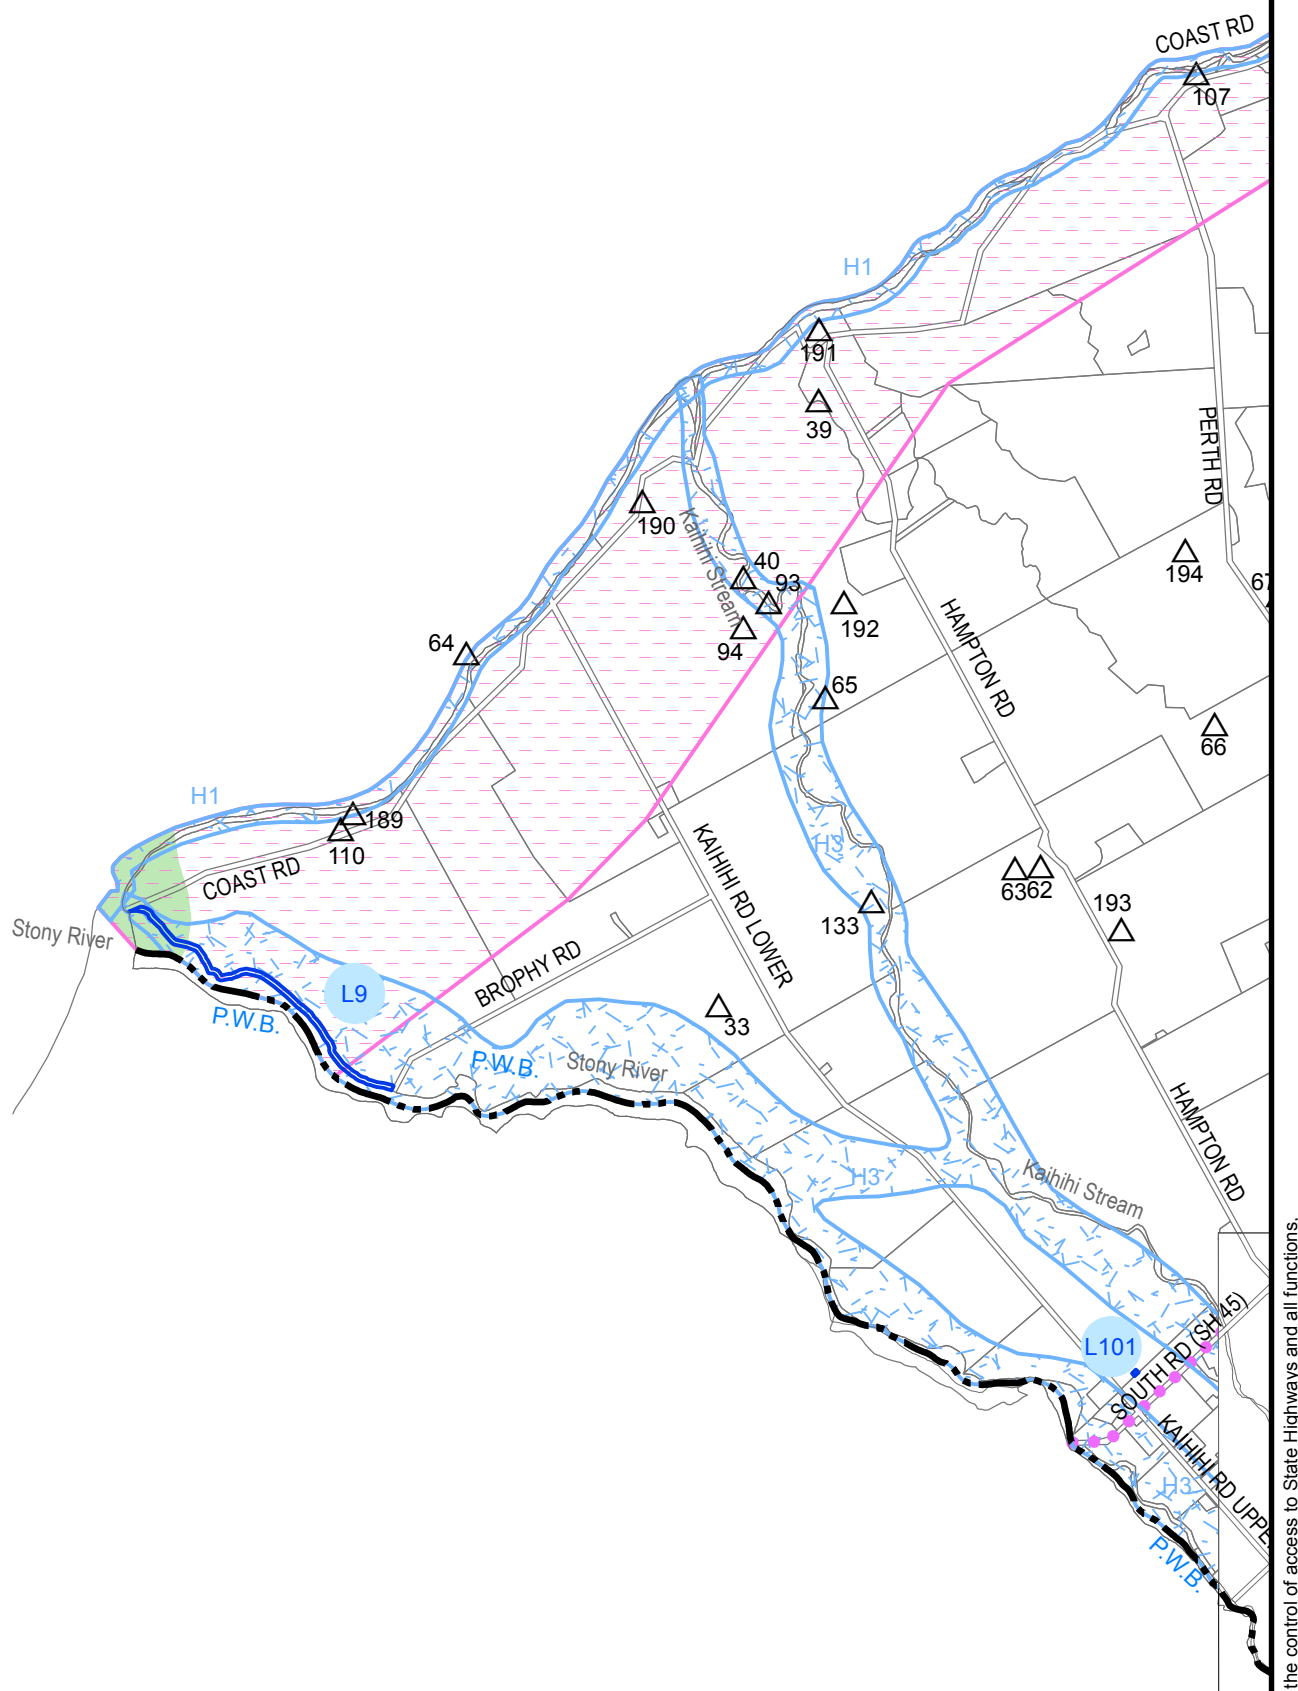 COAST RD
107
H1
191
39
PERTH RD
190
Kaihihi Stream
40
93
194
67
192
64
94
HAMPTON RD
65
66
H1
189
110
KAIHIHI RD LOWER
H3
COAST RD
63
62
193
133
Stony River
BROPHY RD
L9
33
P.W.B.
P.W.B.
Stony River
HAMPTON RD
H3
Kaihihi Stream
L101
SOUTH RD (SH 45)
KAIHIHI RD UPPE
H3
P.W.B.
the control of access to State Highways and all functions.